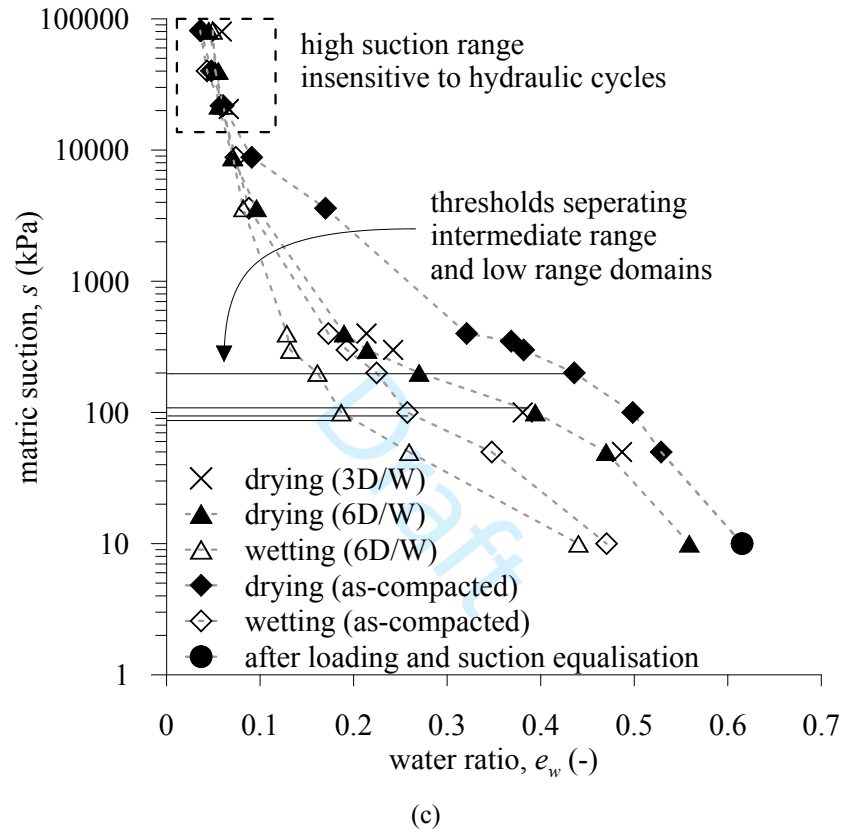 100000
10000
1000
100
10
1
matric suction, s (kPa)
high suction range
insensitive to hydraulic cycles
thresholds seperating
intermediate range
and low range domains
Draft
drying (3D/W)
drying (6D/W)
wetting (6D/W)
drying (as-compacted)
wetting (as-compacted)
after loading and suction equalisation
0 0.1 0.2 0.3 0.4 0.5 0.6 0.7
water ratio, e_w (-)
(c)